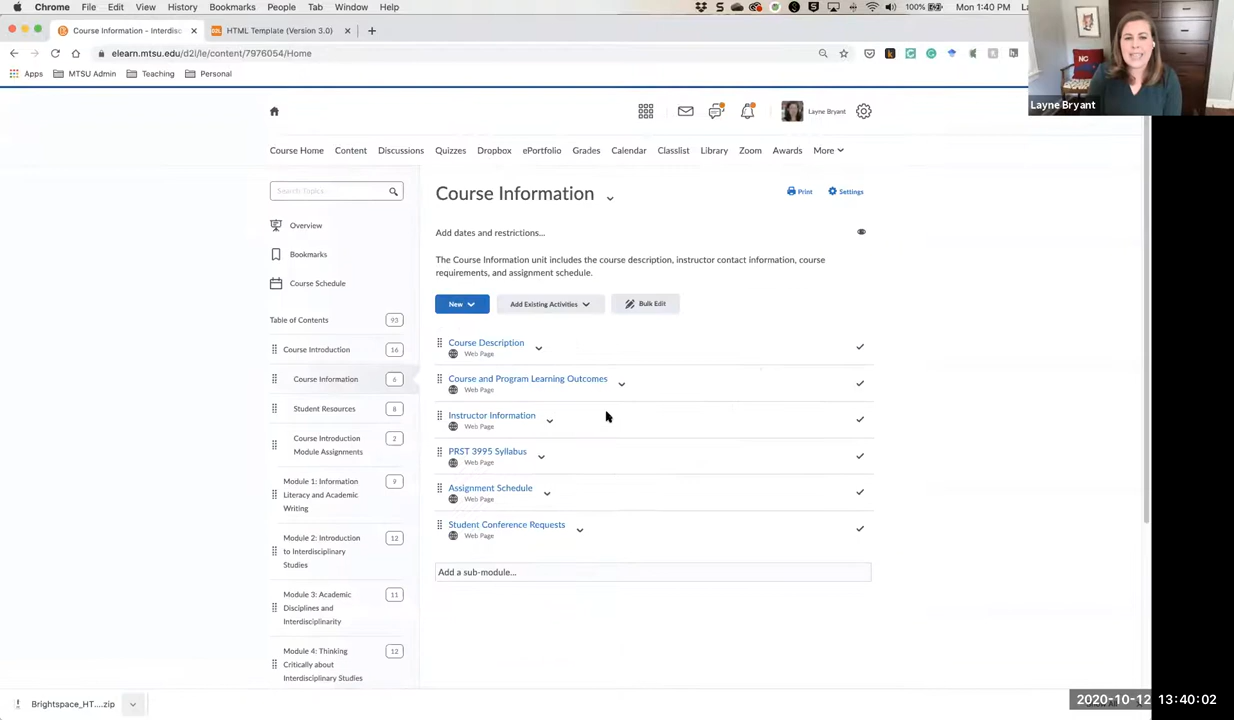 Chrome File Edit View History Bookmarks People Tab Window Help
100% Mon 1:40 PM
Course Information - Interdisc
HTML Template (Version 3.0)
elearn.mtsu.edu/d2l/le/content/7976054/Home
Apps MTSU Admin Teaching Personal
NC
Layne Bryant
Layne Bryant
Course Home Content Discussions Quizzes Dropbox ePortfolio Grades Calendar Classlist Library Zoom Awards More
Search Topics
Overview
Bookmarks
Course Schedule
Table of Contents 93
Course Introduction 16
Course Information 6
Student Resources 8
Course Introduction
Module Assignments
2
Module 1: Information
Literacy and Academic
Writing
9
Module 2: Introduction
to Interdisciplinary
Studies
12
Module 3: Academic
Disciplines and
Interdisciplinarity
11
Module 4: Thinking
Critically about
Interdisciplinary Studies
12
Course Information
Print Settings
Add dates and restrictions...
The Course Information unit includes the course description, instructor contact information, course
requirements, and assignment schedule.
New Add Existing Activities Bulk Edit
Course Description
Web Page
Course and Program Learning Outcomes
Web Page
Instructor Information
Web Page
PRST 3995 Syllabus
Web Page
Assignment Schedule
Web Page
Student Conference Requests
Web Page
Add a sub-module...
Brightspace_HT....zip
2020-10-12 13:40:02